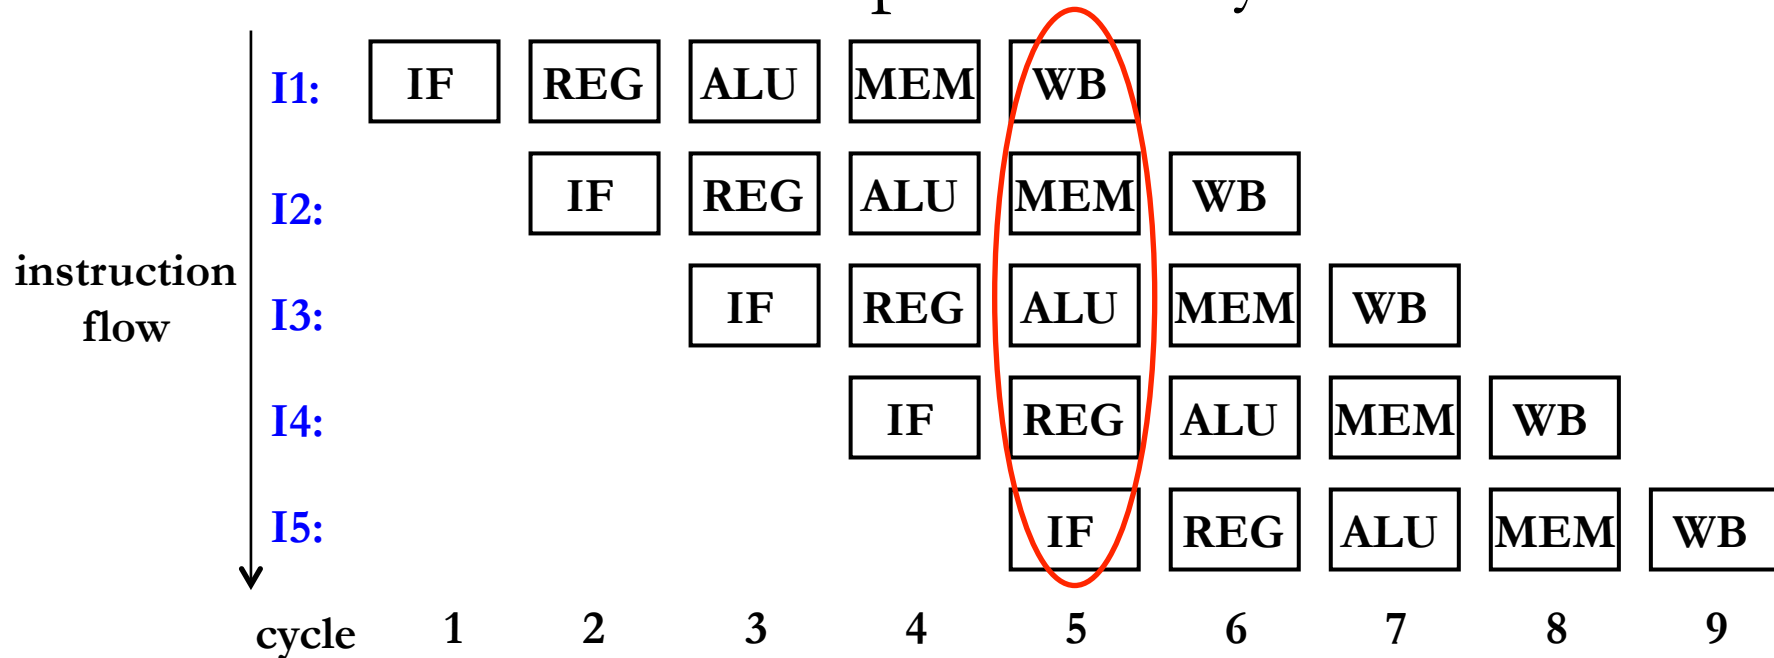 I1: IF REG ALU MEM WB
I2: IF REG ALU MEM WB
instruction
flow
I3: IF REG ALU MEM WB
I4: IF REG ALU MEM WB
I5: IF REG ALU MEM WB
cycle 1 2 3 4 5 6 7 8 9